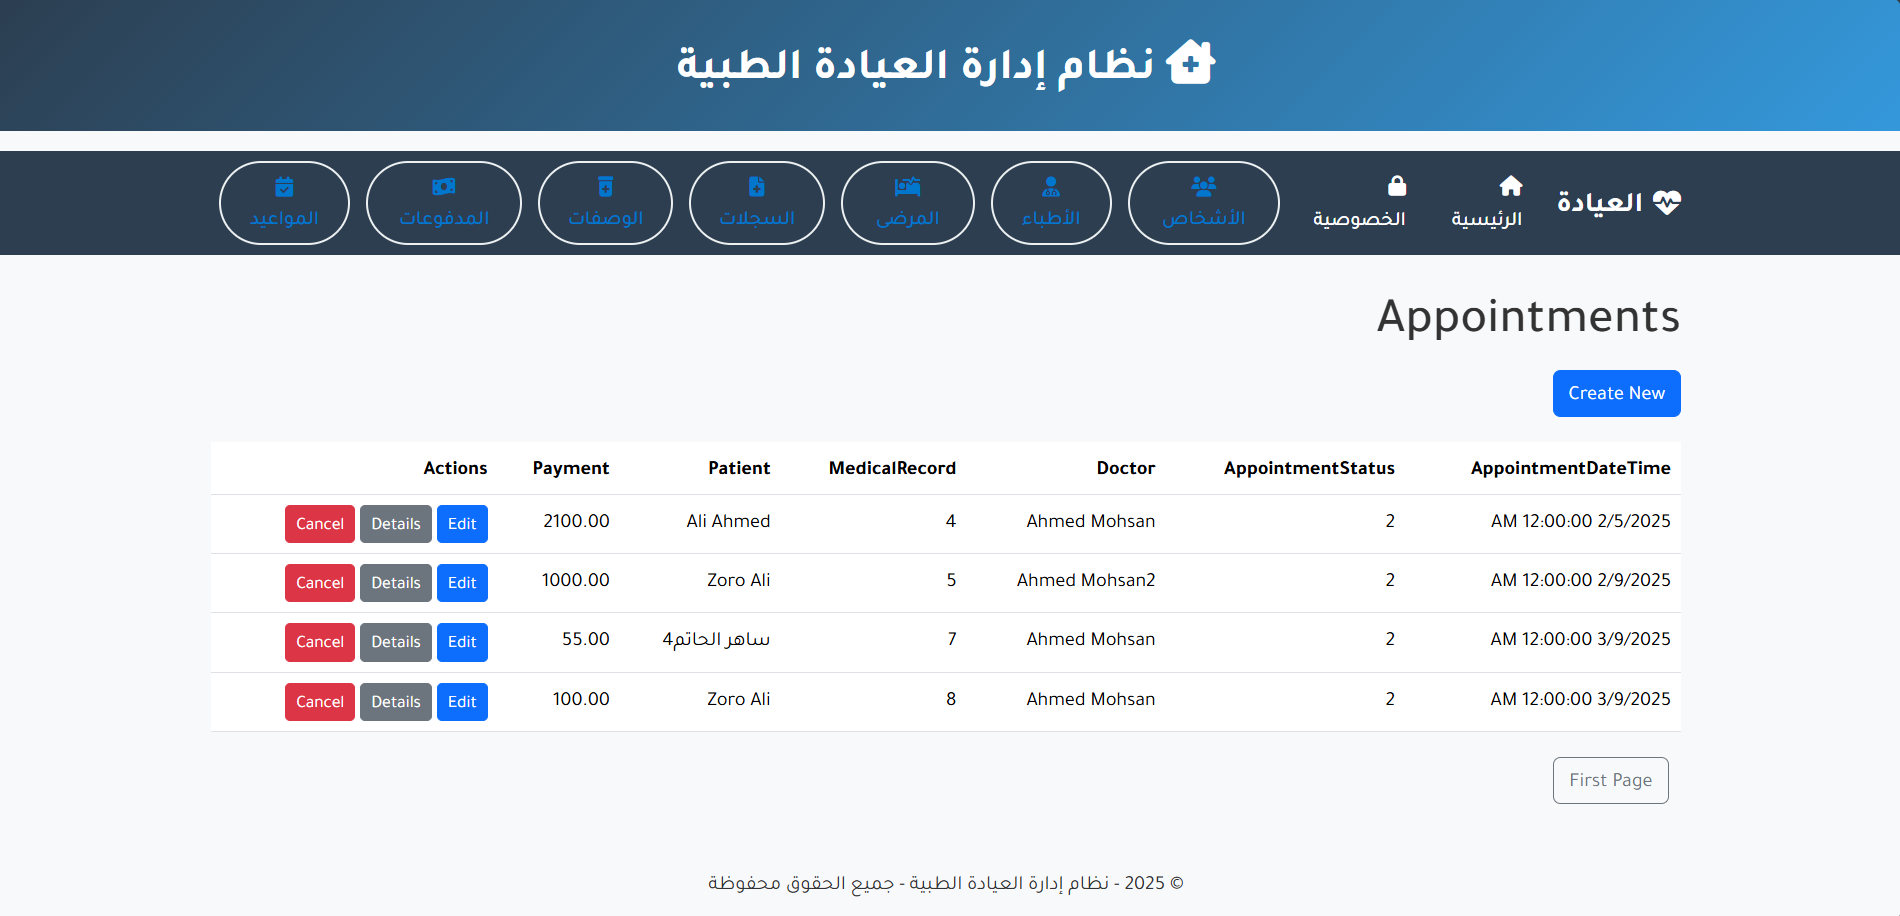 نظام إدارة العيادة الطبية
العيادة
الرئيسية
الخصوصية
الأشخاص
الأطباء
المرضى
السجلات
الوصفات
المدفوعات
المواعيد
Appointments
Create New
AppointmentDateTime AppointmentStatus Doctor MedicalRecord Patient Payment Actions
AM 12:00:00 2/5/2025 2 Ahmed Mohsan 4 Ali Ahmed 2100.00 Edit Details Cancel
AM 12:00:00 2/9/2025 2 Ahmed Mohsan2 5 Zoro Ali 1000.00 Edit Details Cancel
AM 12:00:00 3/9/2025 2 Ahmed Mohsan 7 ساهر الحاتم4 55.00 Edit Details Cancel
AM 12:00:00 3/9/2025 2 Ahmed Mohsan 8 Zoro Ali 100.00 Edit Details Cancel
First Page
© 2025 - نظام إدارة العيادة الطبية - جميع الحقوق محفوظة